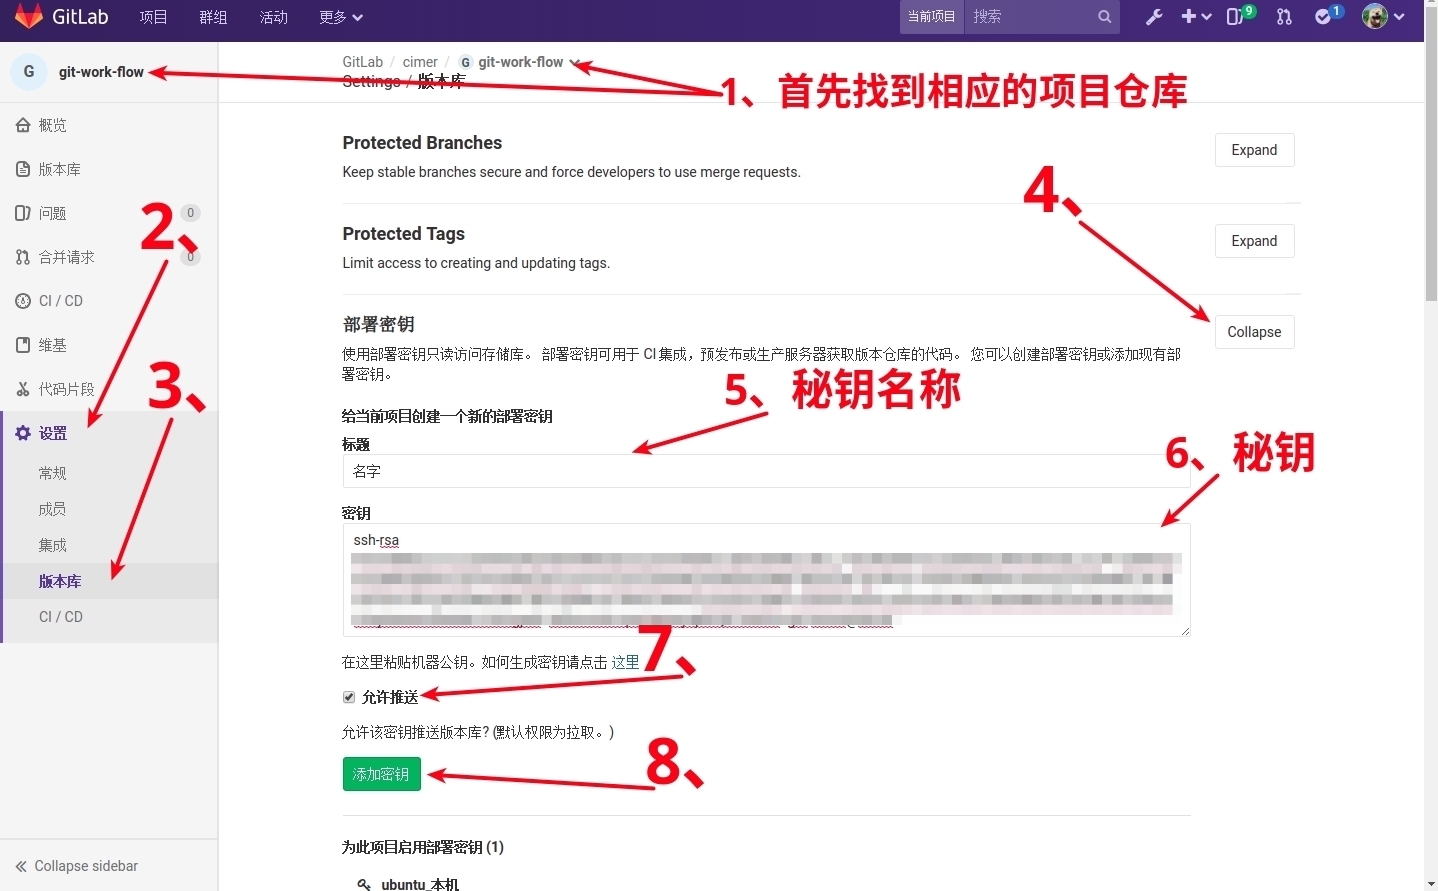 GitLab 项目 群组 活动 更多 当前项目 搜索 9 1
G git-work-flow
GitLab / cimer / G git-work-flow
Settings / 版本库
1、首先找到相应的项目仓库
概览
版本库
问题 0
合并请求 0
CI / CD
维基
代码片段
设置
常规
成员
集成
版本库
CI / CD
Collapse sidebar
2、
3、
Protected Branches
Expand
Keep stable branches secure and force developers to use merge requests.
4、
Protected Tags
Expand
Limit access to creating and updating tags.
部署密钥
Collapse
使用部署密钥只读访问存储库。 部署密钥可用于 CI 集成，预发布或生产服务器获取版本仓库的代码。 您可以创建部署密钥或添加现有部
署密钥。
5、秘钥名称
给当前项目创建一个新的部署密钥
标题
名字
6、秘钥
密钥
ssh-rsa
在这里粘贴机器公钥。如何生成密钥请点击 这里
7、
允许推送
允许该密钥推送版本库? (默认权限为拉取。)
8、
添加密钥
为此项目启用部署密钥 (1)
ubuntu_本机